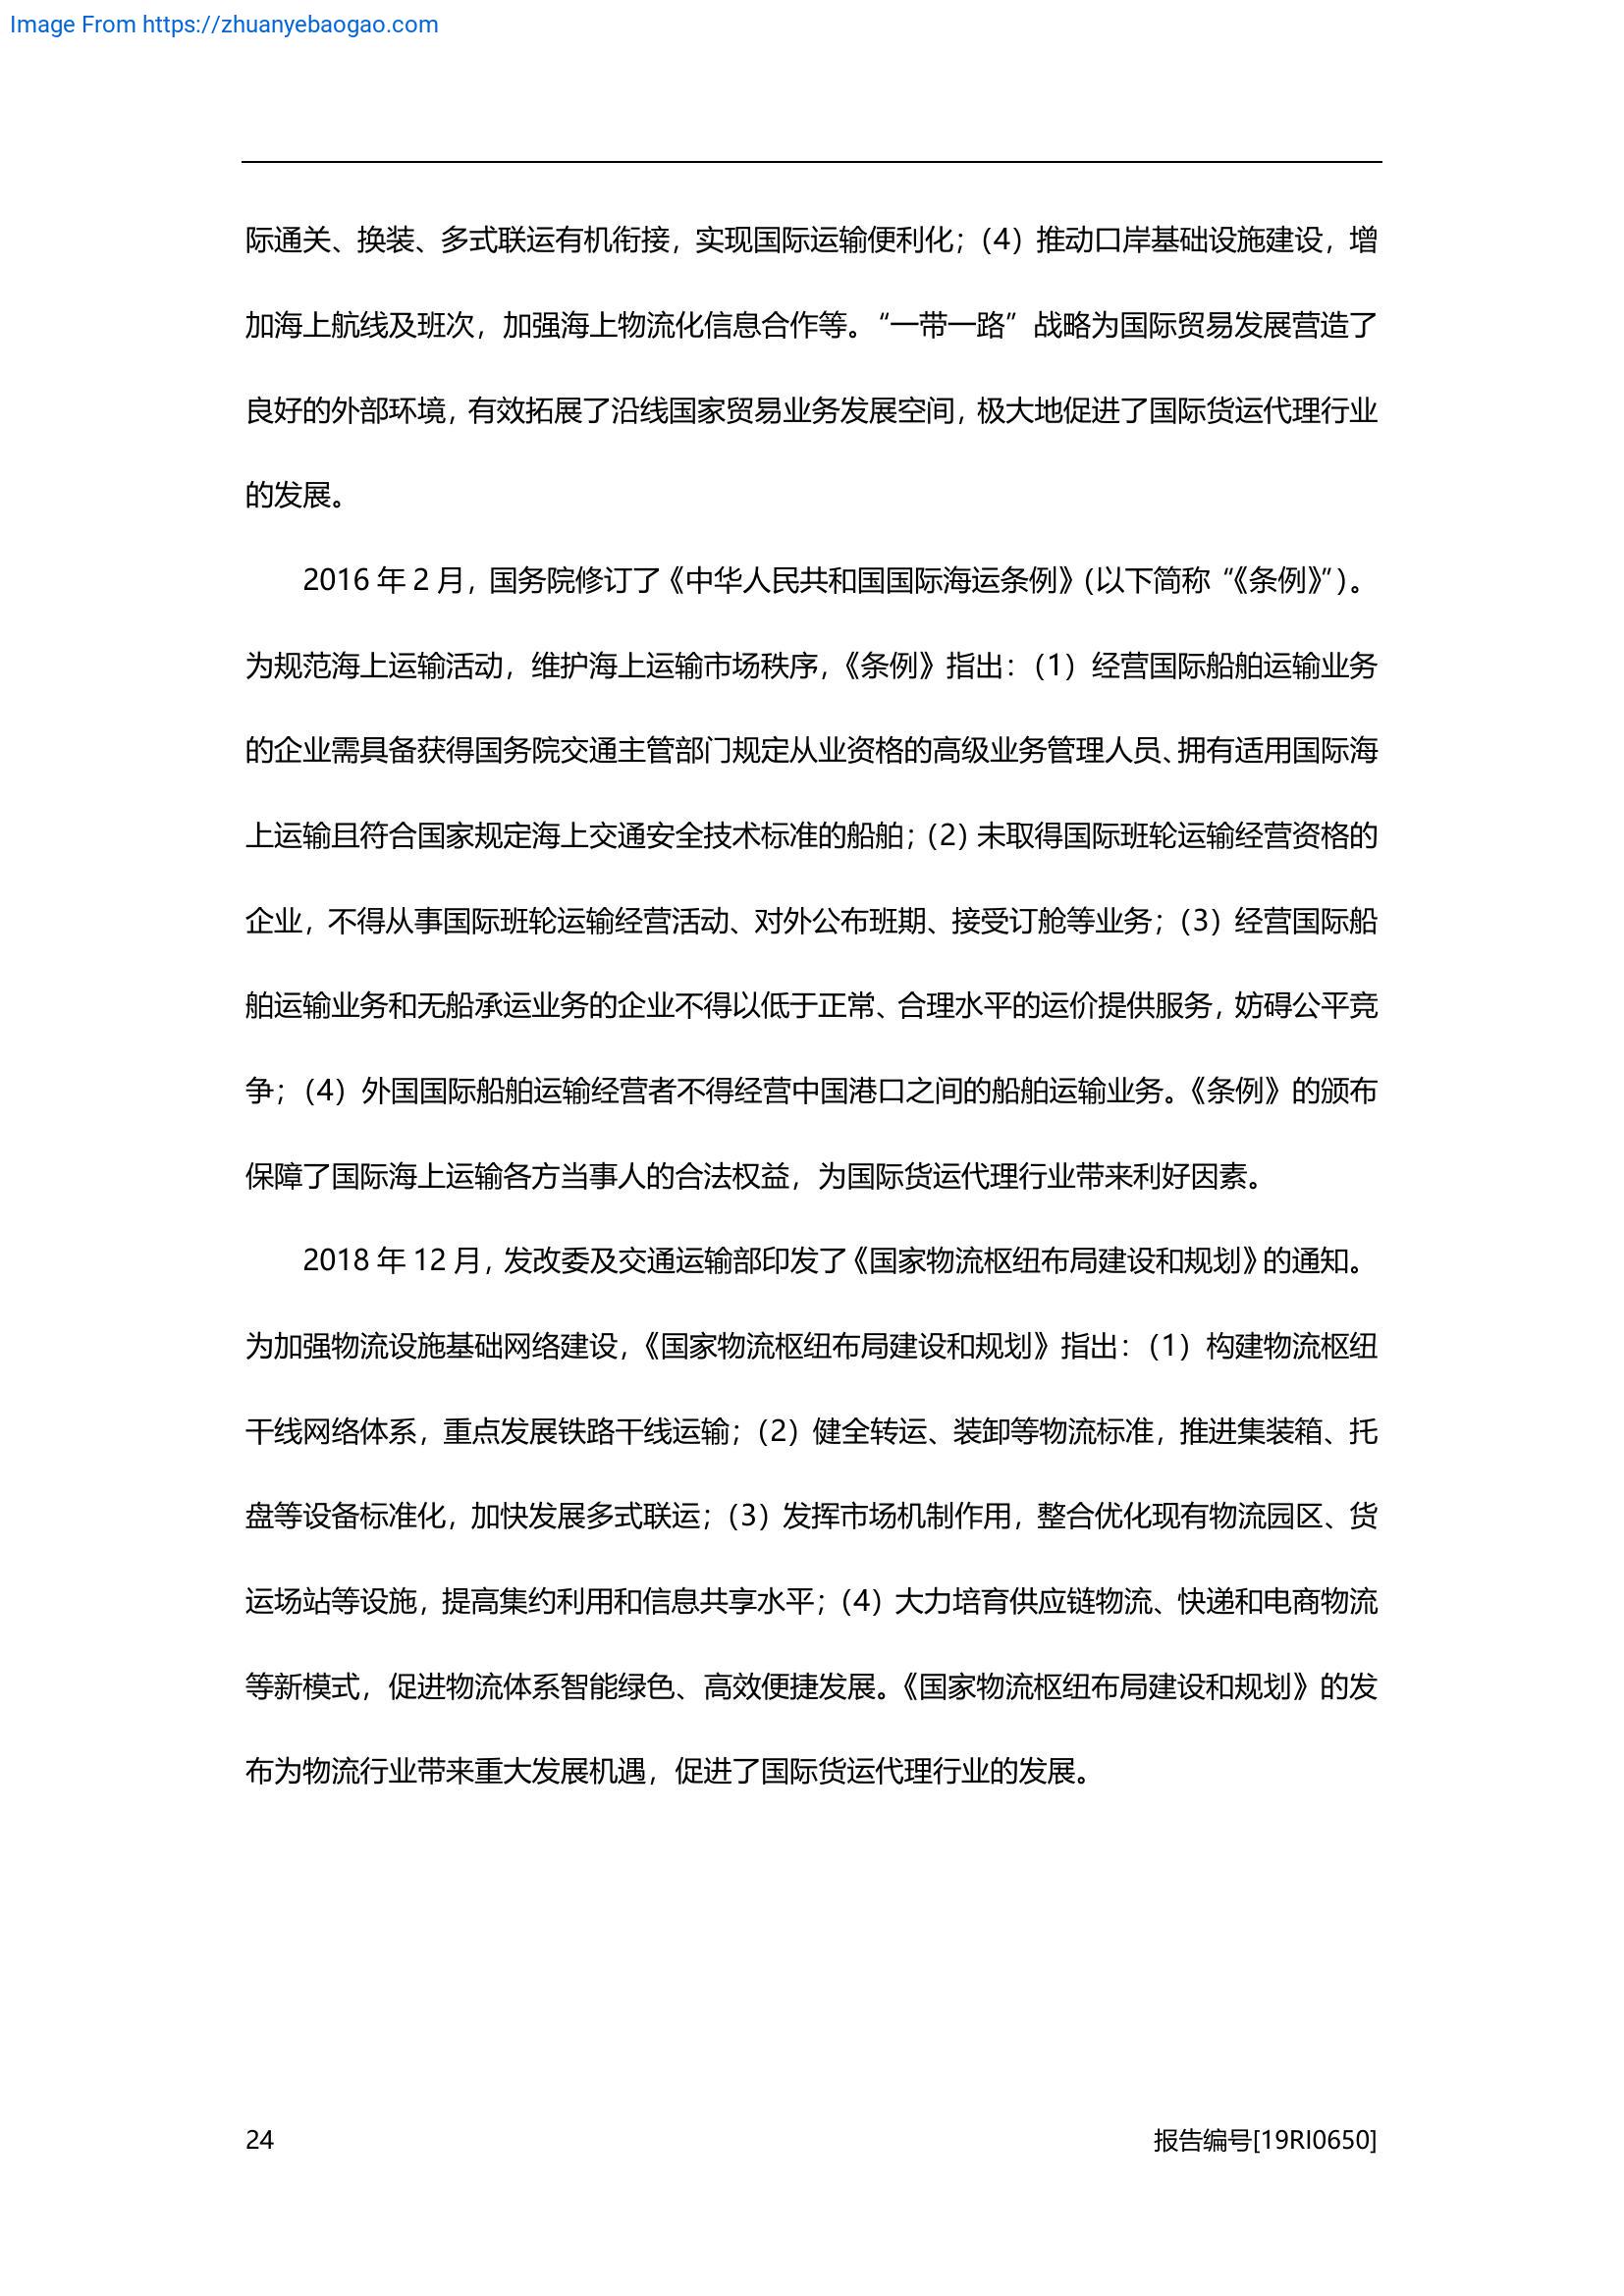 Image From https://zhuanyebaogao.com
际通关、换装、多式联运有机衔接，实现国际运输便利化；（4）推动口岸基础设施建设，增
加海上航线及班次，加强海上物流化信息合作等。“一带一路”战略为国际贸易发展营造了
良好的外部环境，有效拓展了沿线国家贸易业务发展空间，极大地促进了国际货运代理行业
的发展。
2016 年 2 月，国务院修订了《中华人民共和国国际海运条例》（以下简称“《条例》”）。
为规范海上运输活动，维护海上运输市场秩序，《条例》指出：（1）经营国际船舶运输业务
的企业需具备获得国务院交通主管部门规定从业资格的高级业务管理人员、拥有适用国际海
上运输且符合国家规定海上交通安全技术标准的船舶；（2）未取得国际班轮运输经营资格的
企业，不得从事国际班轮运输经营活动、对外公布班期、接受订舱等业务；（3）经营国际船
舶运输业务和无船承运业务的企业不得以低于正常、合理水平的运价提供服务，妨碍公平竞
争；（4）外国国际船舶运输经营者不得经营中国港口之间的船舶运输业务。《条例》的颁布
保障了国际海上运输各方当事人的合法权益，为国际货运代理行业带来利好因素。
2018 年 12 月，发改委及交通运输部印发了《国家物流枢纽布局建设和规划》的通知。
为加强物流设施基础网络建设，《国家物流枢纽布局建设和规划》指出：（1）构建物流枢纽
干线网络体系，重点发展铁路干线运输；（2）健全转运、装卸等物流标准，推进集装箱、托
盘等设备标准化，加快发展多式联运；（3）发挥市场机制作用，整合优化现有物流园区、货
运场站等设施，提高集约利用和信息共享水平；（4）大力培育供应链物流、快递和电商物流
等新模式，促进物流体系智能绿色、高效便捷发展。《国家物流枢纽布局建设和规划》的发
布为物流行业带来重大发展机遇，促进了国际货运代理行业的发展。
24
报告编号[19RI0650]